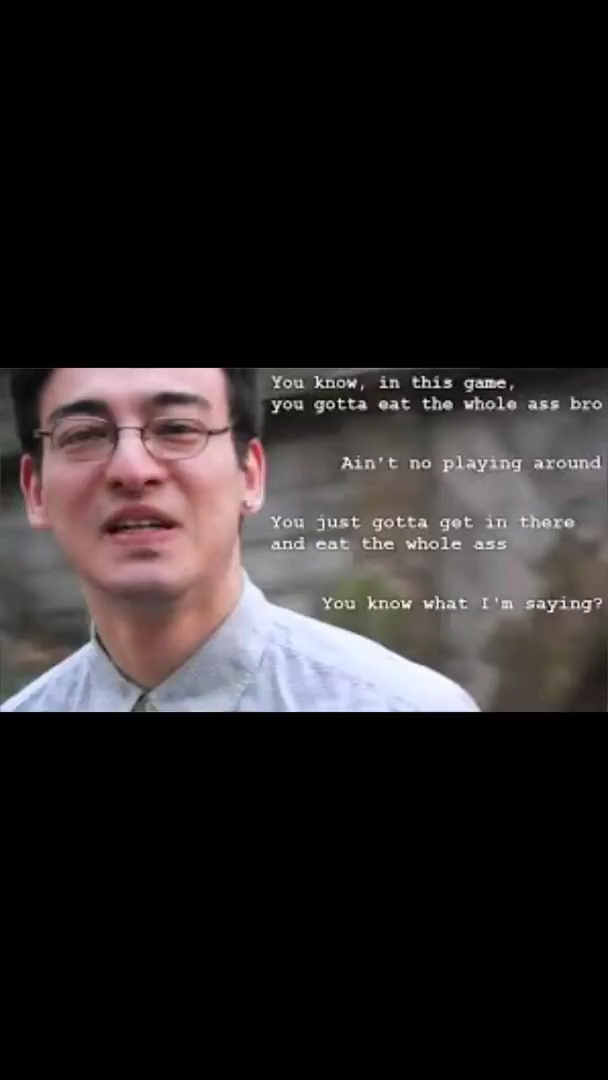 You know, in this game,
you gotta eat the whole ass bro
Ain't no playing around
You just gotta get in there
and eat the whole ass
You know what I'm saying?